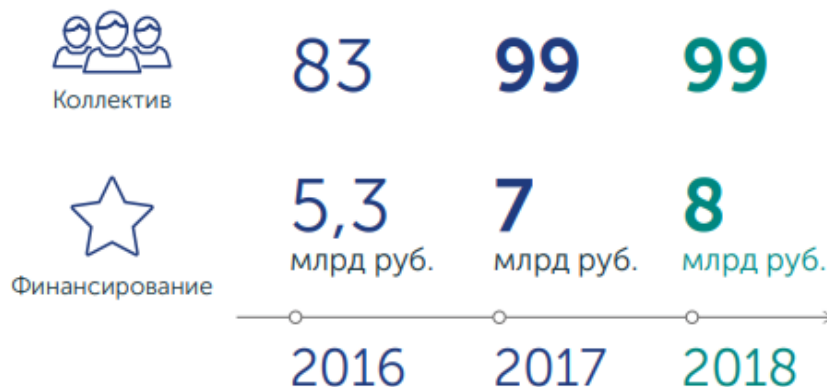 Коллектив
83
99
99
Финансирование
5,3
млрд руб.
7
млрд руб.
8
млрд руб.
2016
2017
2018